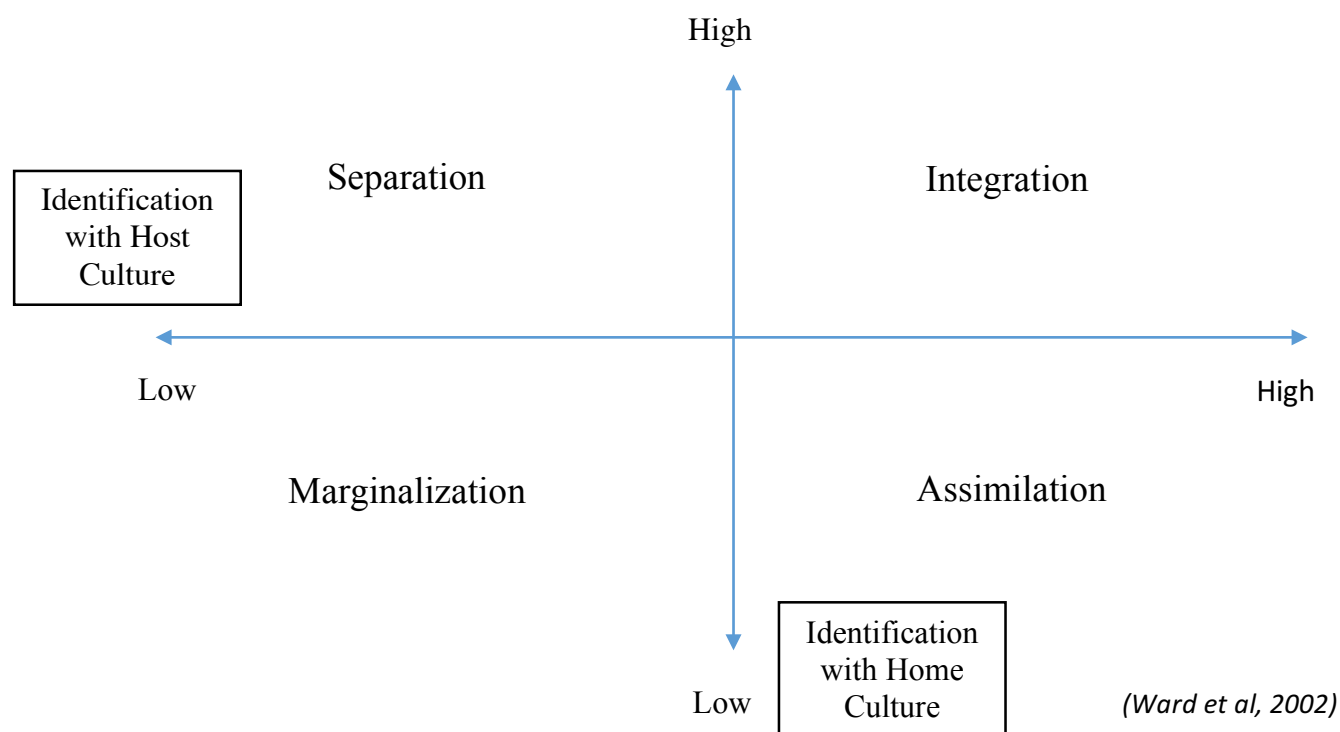 High
Separation
Integration
Identification
with Host
Culture
Low
High
Marginalization
Assimilation
Identification
with Home
Culture
Low
(Ward et al, 2002)